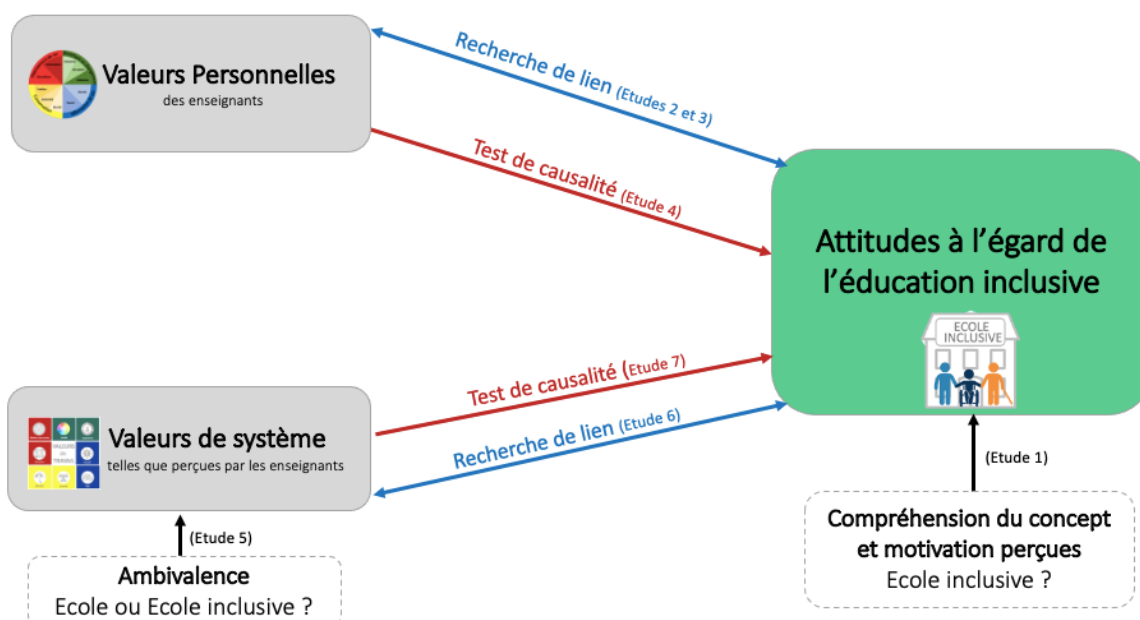 Valeurs Personnelles
des enseignants
Recherche de lien (Etudes 2 et 3)
Test de causalité (Etude 4)
Attitudes à l'égard de
l'éducation inclusive
ECOLE
INCLUSIVE
Test de causalité (Etude 7)
Recherche de lien (Etude 6)
Valeurs de système
telles que perçues par les enseignants
(Etude 5)
Ambivalence
Ecole ou Ecole inclusive ?
(Etude 1)
Compréhension du concept
et motivation perçues
Ecole inclusive ?